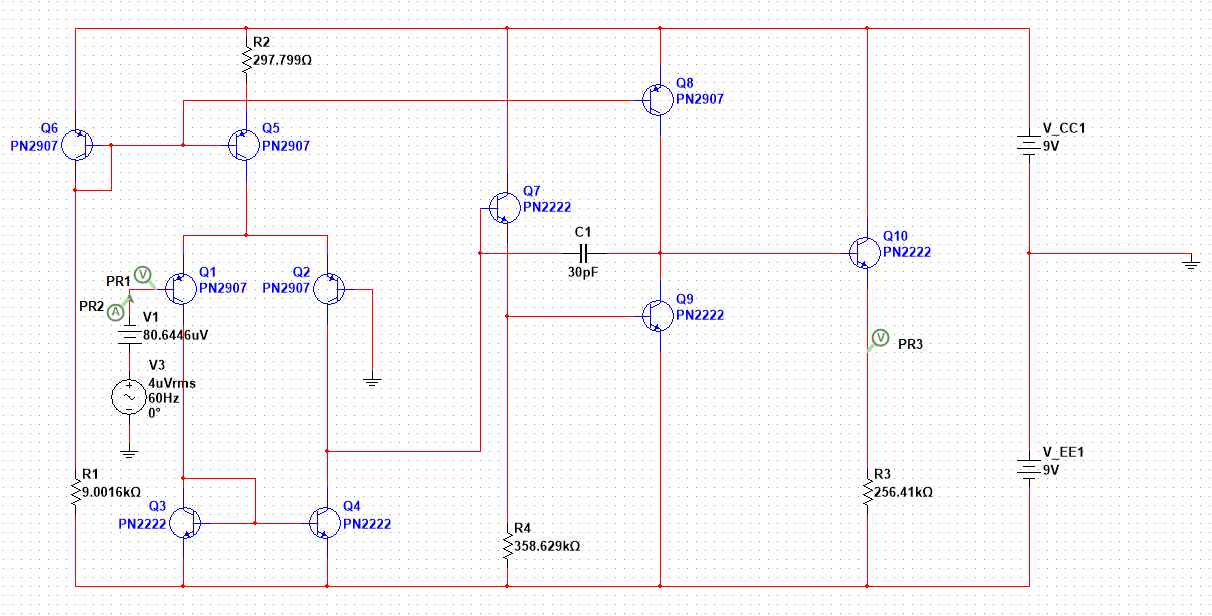 R2
297.799Ω
Q8
PN2907
Q6
PN2907
Q5
PN2907
V_CC1
9V
Q7
PN2222
C1
30pF
Q10
PN2222
PR1
V
Q1
PN2907
Q2
PN2907
PR2
A
V1
80.6446uV
Q9
PN2222
V
PR3
V3
4uVrms
60Hz
0°
V_EE1
9V
R1
9.0016kΩ
Q3
PN2222
Q4
PN2222
R3
256.41kΩ
R4
358.629kΩ